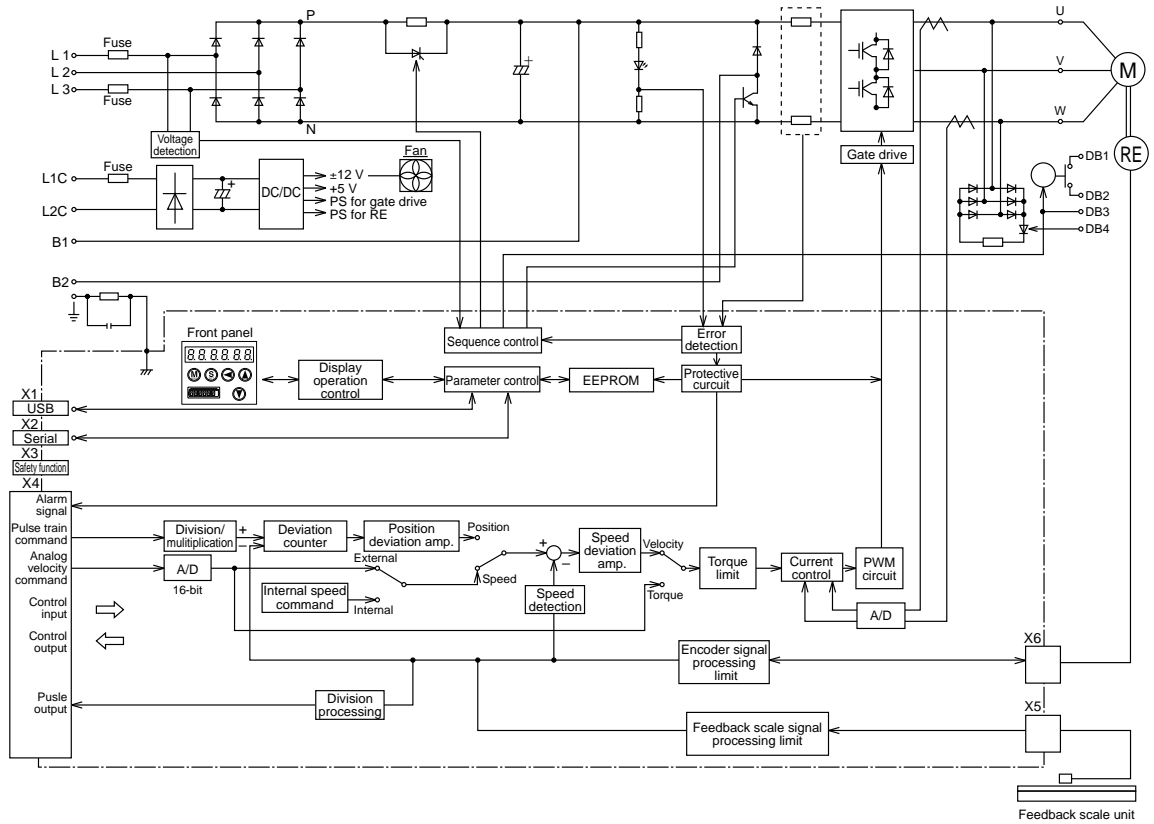 P
U
Fuse
L 1
L 2
V
M
L 3
Fuse
W
N
Voltage
detection
Fan
Gate drive
DB1
RE
L1C
Fuse
±12 V
+5 V
PS for gate drive
PS for RE
DC/DC
+
DB2
L2C
DB3
DB4
B1
B2
Front panel
8.8.8.8.8.8.
M
S
Sequence control
Error
detection
Display
operation
control
Parameter control
EEPROM
Protective
curcuit
X1
USB
X2
Serial
X3
Safety function
X4
Alarm
signal
Pulse train
command
Division/
mulitiplication
+
−
Deviation
counter
Position
deviation amp.
Position
+
−
Speed
deviation
amp.
Velocity
Analog
velocity
command
A/D
16-bit
External
Speed
Torque
limit
Current
control
PWM
circuit
Internal speed
command
Internal
Speed
detection
Torque
A/D
Control
input
Control
output
Encoder signal
processing
limit
X6
Pusle
output
Division
processing
X5
Feedback scale signal
processing limit
Feedback scale unit